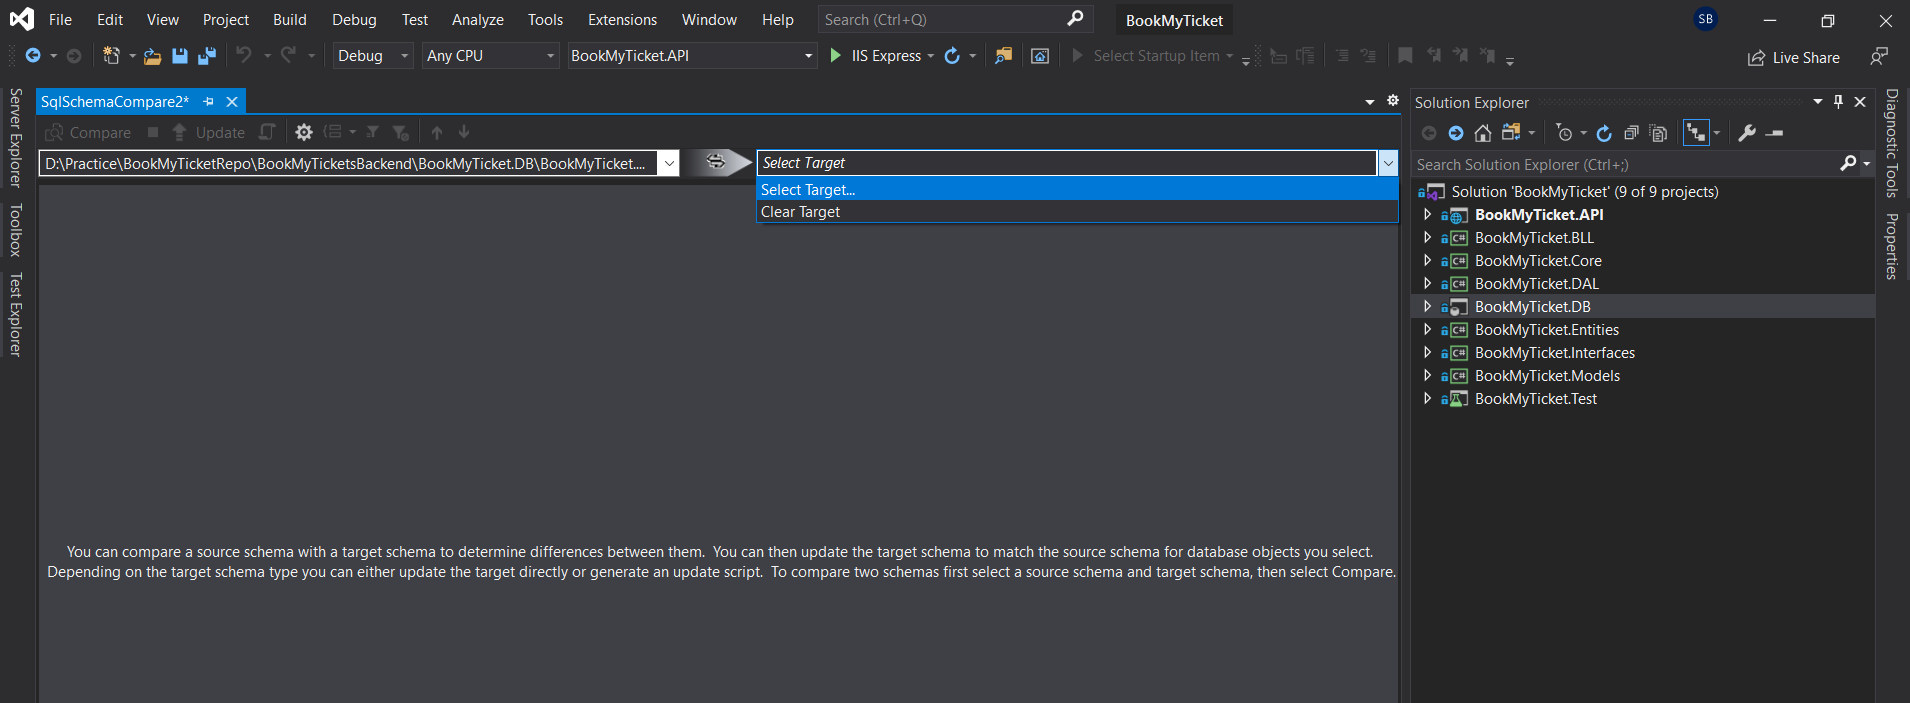 File Edit View Project Build Debug Test Analyze Tools Extensions Window Help Search (Ctrl+Q) BookMyTicket SB
Debug Any CPU BookMyTicket.API IIS Express Select Startup Item Live Share
Server Explorer
Toolbox
Test Explorer
SqlSchemaCompare2*
Compare Update
D:\Practice\BookMyTicketRepo\BookMyTicketsBackend\BookMyTicket.DB\BookMyTicket.... Select Target
Select Target...
Clear Target
You can compare a source schema with a target schema to determine differences between them. You can then update the target schema to match the source schema for database objects you select.
Depending on the target schema type you can either update the target directly or generate an update script. To compare two schemas first select a source schema and target schema, then select Compare.
Solution Explorer
Search Solution Explorer (Ctrl+;)
Solution 'BookMyTicket' (9 of 9 projects)
BookMyTicket.API
C# BookMyTicket.BLL
C# BookMyTicket.Core
C# BookMyTicket.DAL
BookMyTicket.DB
C# BookMyTicket.Entities
C# BookMyTicket.Interfaces
C# BookMyTicket.Models
BookMyTicket.Test
Diagnostic Tools
Properties